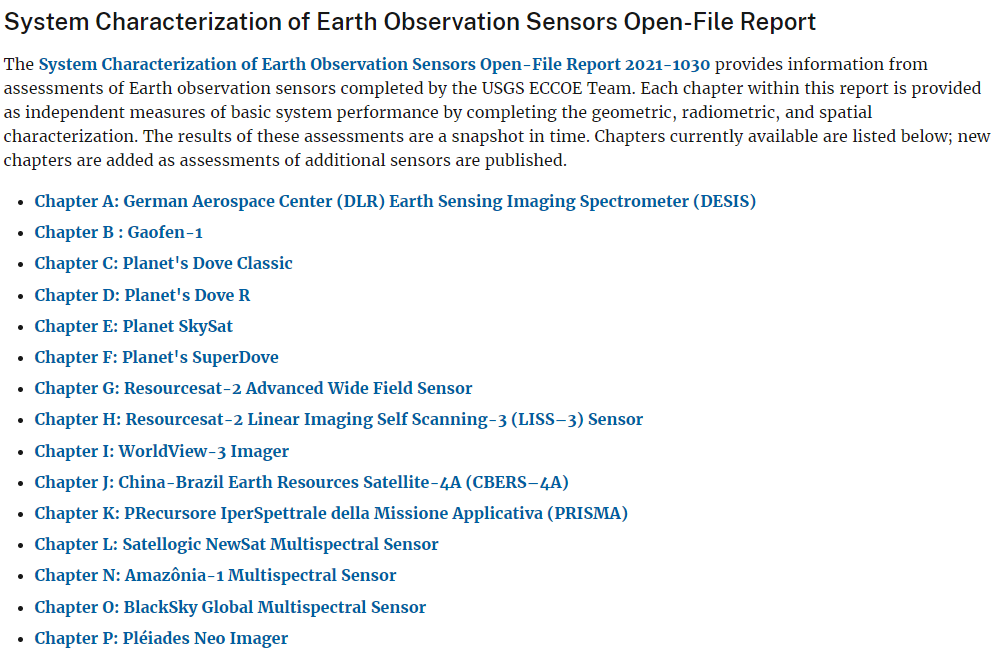 System Characterization of Earth Observation Sensors Open-File Report
The System Characterization of Earth Observation Sensors Open-File Report 2021-1030 provides information from
assessments of Earth observation sensors completed by the USGS ECCOE Team. Each chapter within this report is provided
as independent measures of basic system performance by completing the geometric, radiometric, and spatial
characterization. The results of these assessments are a snapshot in time. Chapters currently available are listed below; new
chapters are added as assessments of additional sensors are published.
• Chapter A: German Aerospace Center (DLR) Earth Sensing Imaging Spectrometer (DESIS)
• Chapter B : Gaofen-1
• Chapter C: Planet's Dove Classic
• Chapter D: Planet's Dove R
• Chapter E: Planet SkySat
• Chapter F: Planet's SuperDove
• Chapter G: Resourcesat-2 Advanced Wide Field Sensor
• Chapter H: Resourcesat-2 Linear Imaging Self Scanning-3 (LISS–3) Sensor
• Chapter I: WorldView-3 Imager
• Chapter J: China-Brazil Earth Resources Satellite-4A (CBERS–4A)
• Chapter K: PRecursore IperSpettrale della Missione Applicativa (PRISMA)
• Chapter L: Satellogic NewSat Multispectral Sensor
• Chapter N: Amazônia-1 Multispectral Sensor
• Chapter O: BlackSky Global Multispectral Sensor
• Chapter P: Pléiades Neo Imager